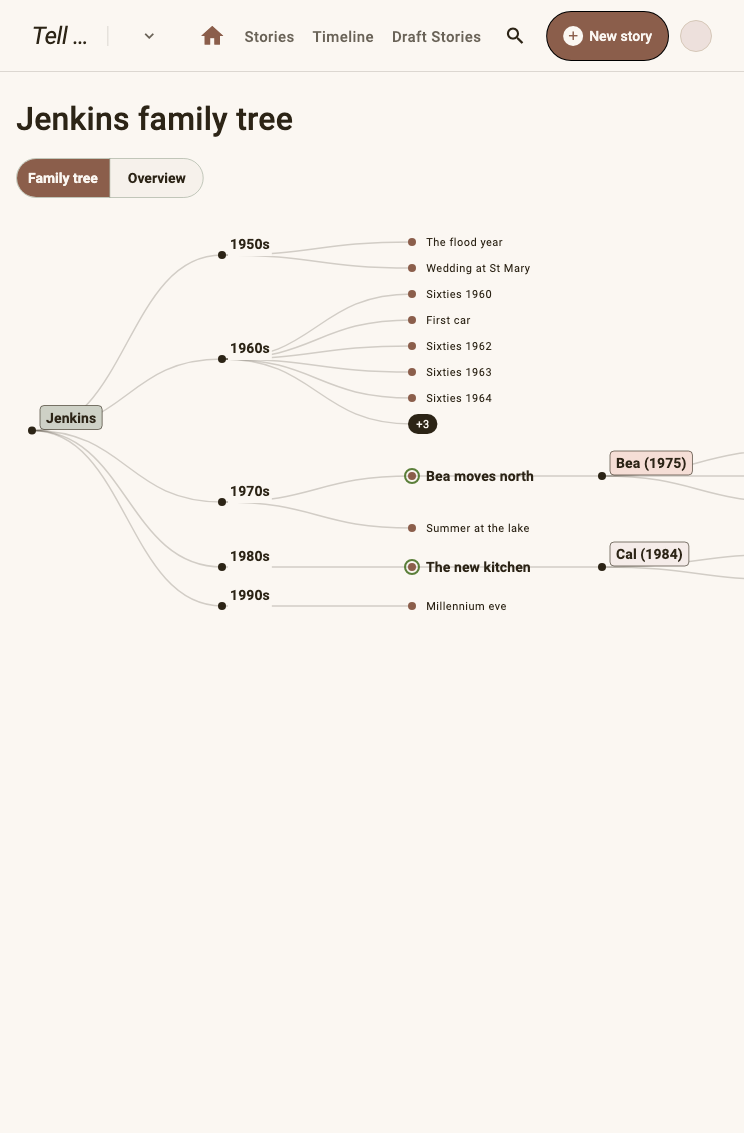 Tell ...
Stories
Timeline
Draft Stories
New story
Jenkins family tree
Family tree
Overview
1950s
The flood year
Wedding at St Mary
Sixties 1960
First car
1960s
Sixties 1962
Sixties 1963
Sixties 1964
+3
Jenkins
Bea (1975)
Bea moves north
1970s
Summer at the lake
Cal (1984)
1980s
The new kitchen
1990s
Millennium eve